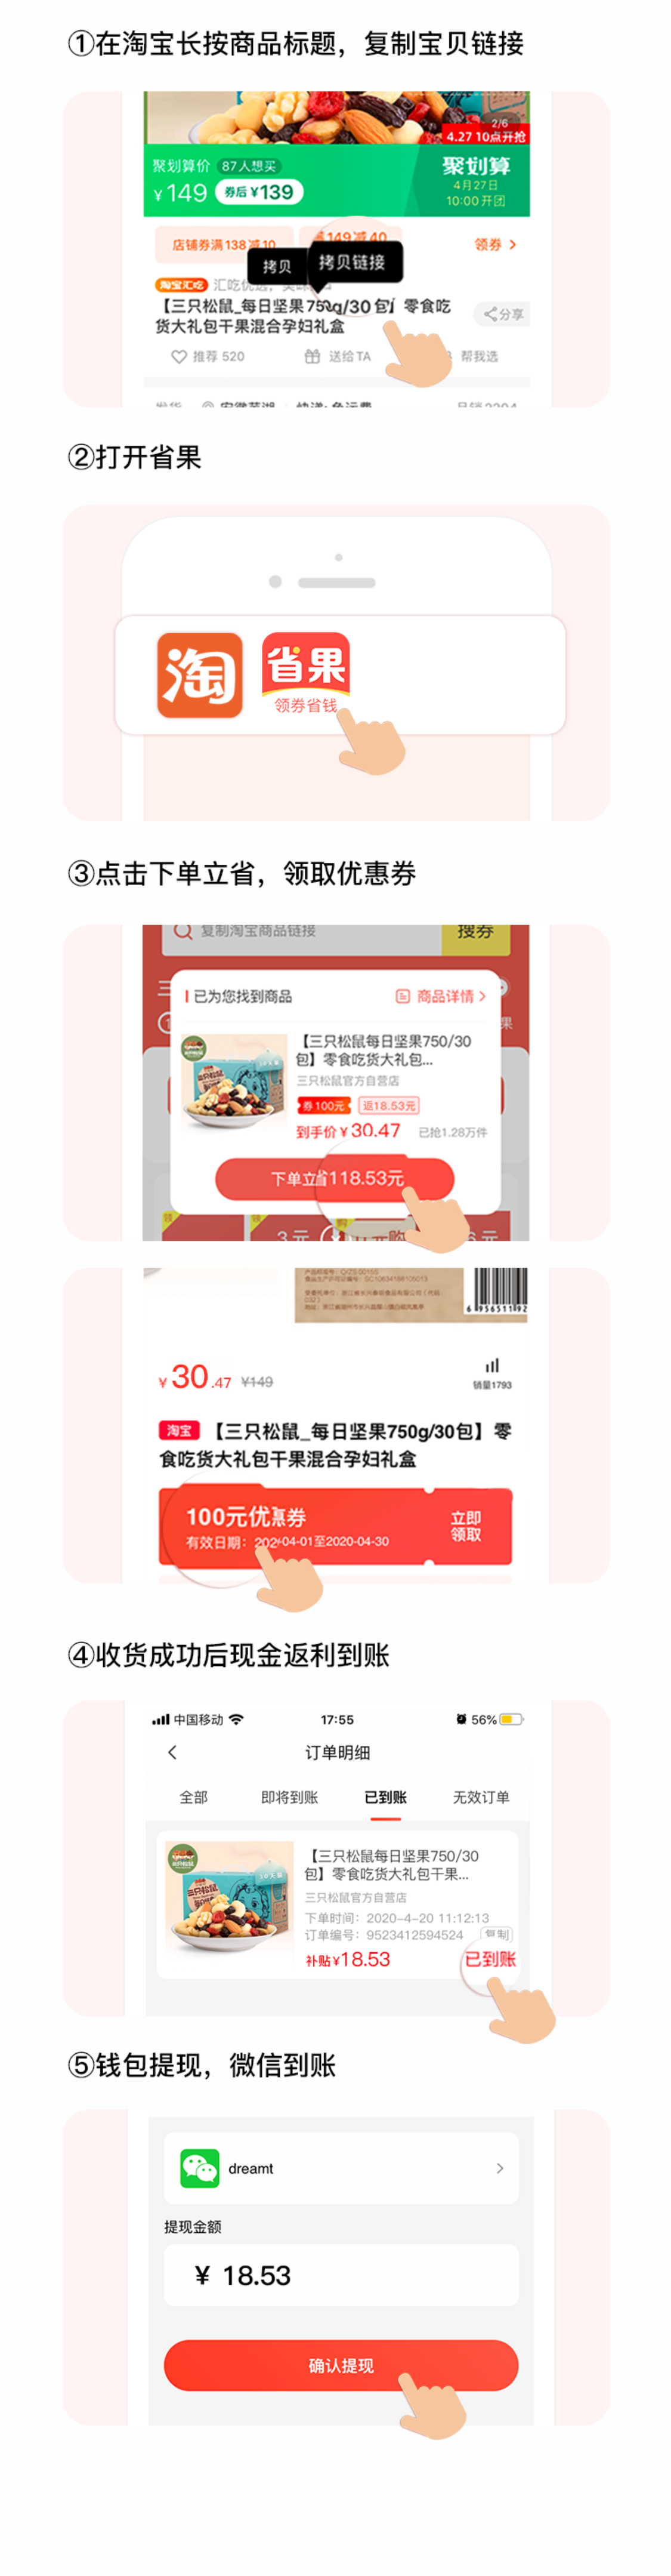 ①在淘宝长按商品标题，复制宝贝链接
2/6
4.27 10点开抢
聚划算价 87人想买
聚划算
¥149 券后¥139
4月27日
10:00开团
店铺券满138减10
满149减40
领券 >
拷贝 拷贝链接
淘宝汇吃 汇吃优选，
【三只松鼠_每日坚果750g/30包】零食吃
货大礼包干果混合孕妇礼盒
分享
推荐 520 送给TA 帮我选
②打开省果
淘
省果
领券省钱
③点击下单立省，领取优惠券
复制淘宝商品链接 搜券
已为您找到商品 商品详情 >
【三只松鼠每日坚果750/30
包】零食吃货大礼包...
三只松鼠官方自营店
券 100元 返18.53元
到手价¥30.47 已抢1.28万件
下单立省118.53元
¥30.47 ¥149
销量1793
淘宝 【三只松鼠_每日坚果750g/30包】零
食吃货大礼包干果混合孕妇礼盒
100元优惠券
立即
领取
有效日期：2020-04-01至2020-04-30
④收货成功后现金返利到账
中国移动 17:55 56%
订单明细
全部 即将到账 已到账 无效订单
【三只松鼠每日坚果750/30
包】零食吃货大礼包干果...
三只松鼠官方自营店
下单时间：2020-4-20 11:12:13
订单编号：9523412594524 复制
补贴¥18.53 已到账
⑤钱包提现，微信到账
dreamt
提现金额
¥ 18.53
确认提现